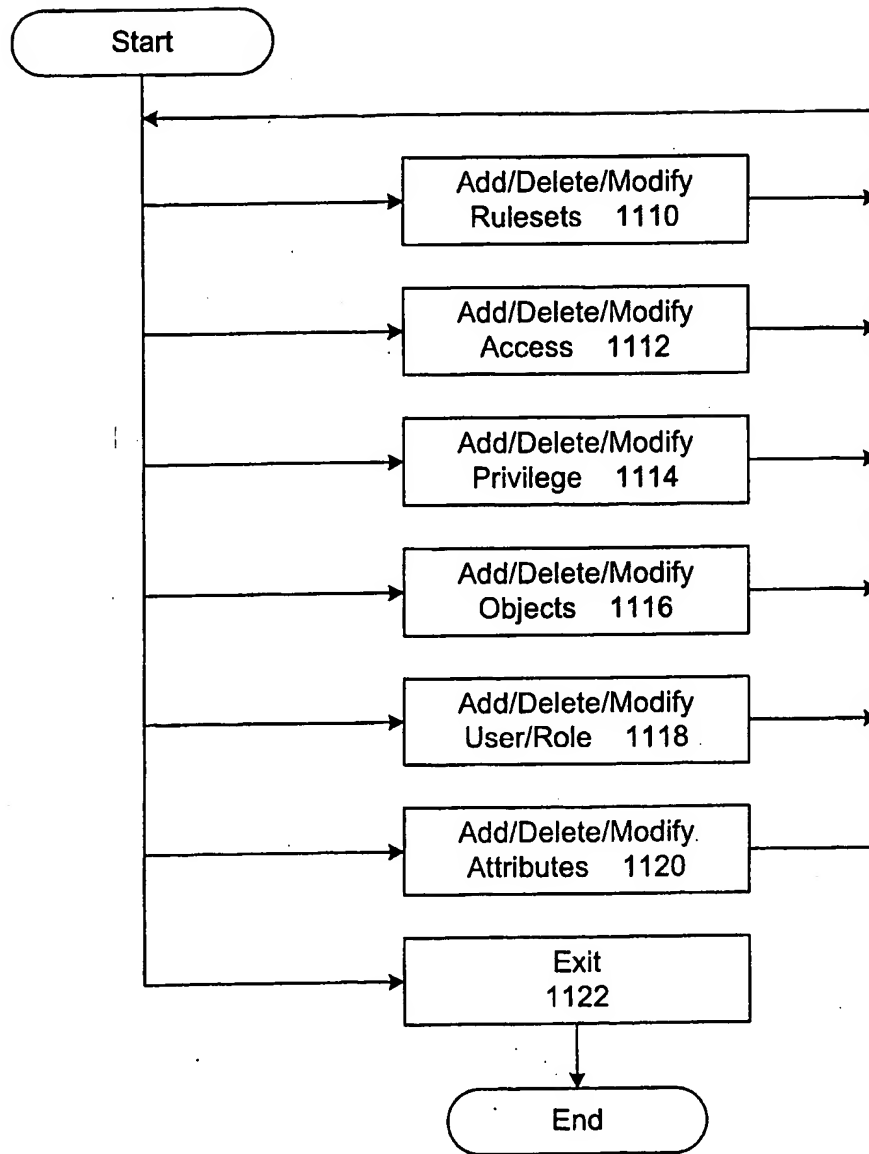 Start
Add/Delete/Modify
Rulesets 1110
Add/Delete/Modify
Access 1112
Add/Delete/Modify
Privilege 1114
Add/Delete/Modify
Objects 1116
Add/Delete/Modify
User/Role 1118
Add/Delete/Modify
Attributes 1120
Exit
1122
End